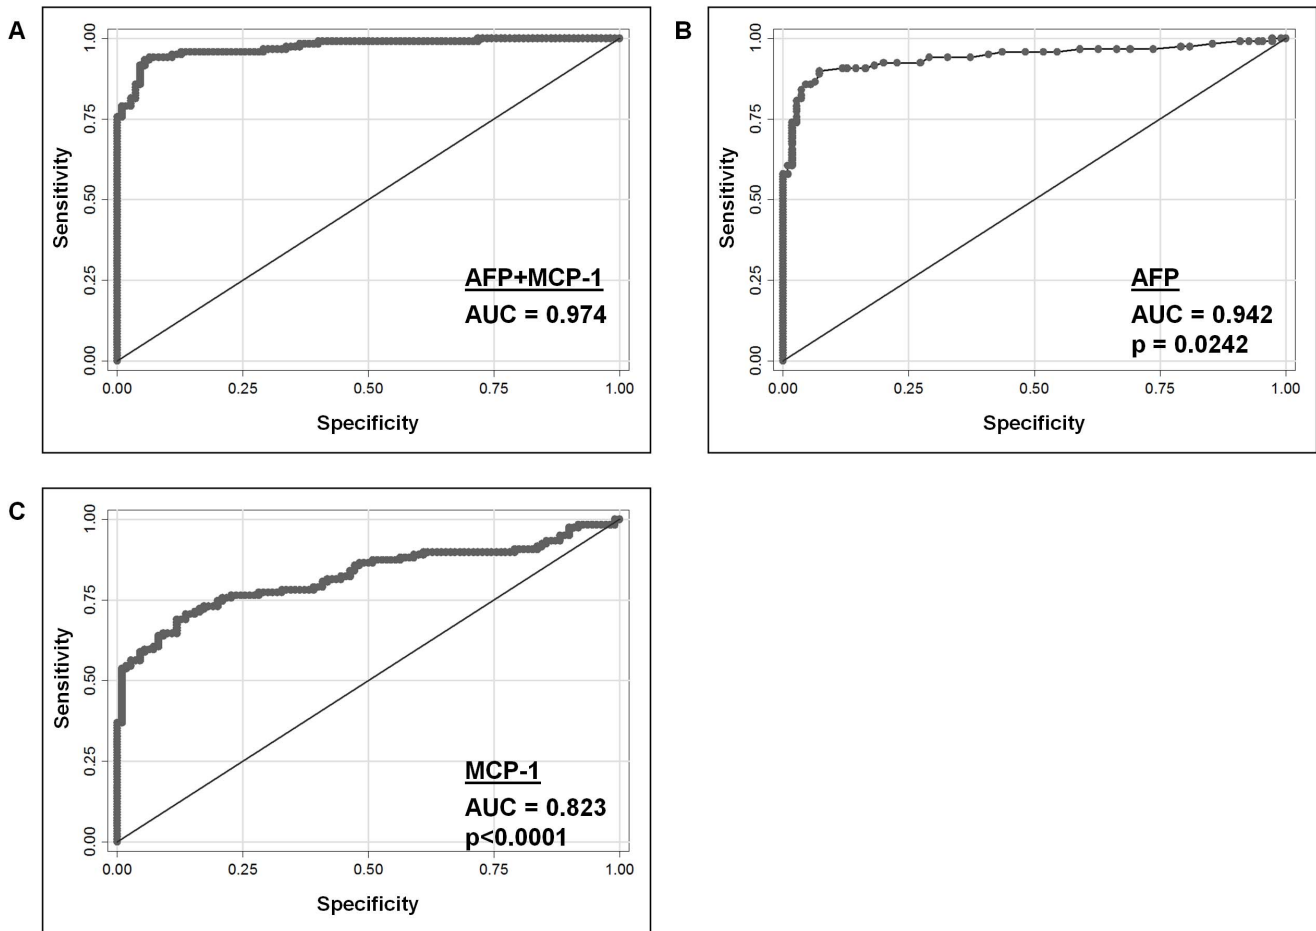 A
1.00
0.75
0.50
0.25
0.00
Sensitivity
AFP+MCP-1
AUC = 0.974
0.00 0.25 0.50 0.75 1.00
Specificity
B
1.00
0.75
0.50
0.25
0.00
Sensitivity
AFP
AUC = 0.942
p = 0.0242
0.00 0.25 0.50 0.75 1.00
Specificity
C
1.00
0.75
0.50
0.25
0.00
Sensitivity
MCP-1
AUC = 0.823
p<0.0001
0.00 0.25 0.50 0.75 1.00
Specificity